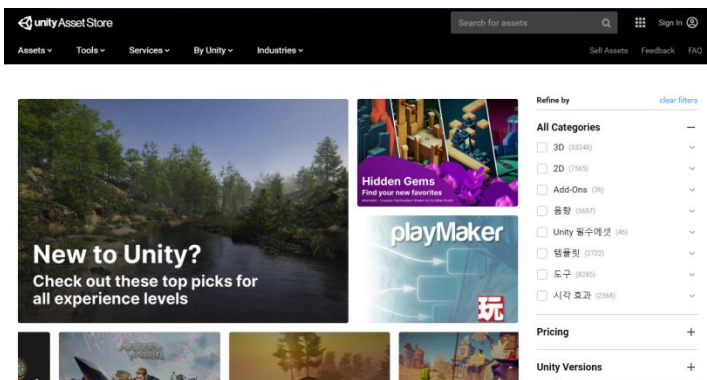 unity Asset Store
Search for assets
Sign In
Assets
Tools
Services
By Unity
Industries
Sell Assets
Feedback
FAQ
New to Unity?
Check out these top picks for
all experience levels
Hidden Gems
Find your new favorites
playMaker
玩
Refine by
clear filters
All Categories
3D (33248)
2D (7565)
Add-Ons (36)
음향 (5657)
Unity 필수에셋 (46)
템플릿 (2722)
도구 (8285)
시각 효과 (2368)
Pricing
Unity Versions